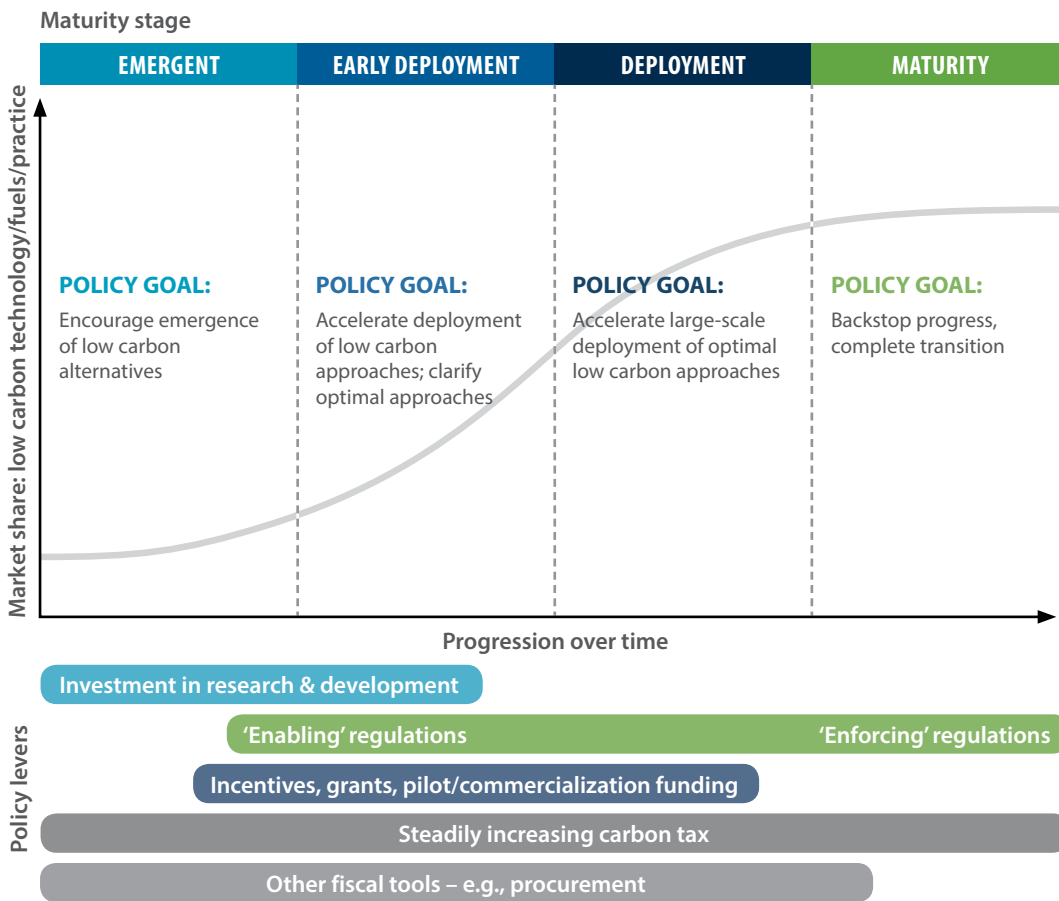 Maturity stage
EMERGENT
EARLY DEPLOYMENT
DEPLOYMENT
MATURITY
Market share: low carbon technology/fuels/practice
POLICY GOAL:
Encourage emergence
of low carbon
alternatives
POLICY GOAL:
Accelerate deployment
of low carbon
approaches; clarify
optimal approaches
POLICY GOAL:
Accelerate large-scale
deployment of optimal
low carbon approaches
POLICY GOAL:
Backstop progress,
complete transition
Progression over time
Policy levers
Investment in research & development
‘Enabling’ regulations
‘Enforcing’ regulations
Incentives, grants, pilot/commercialization funding
Steadily increasing carbon tax
Other fiscal tools – e.g., procurement